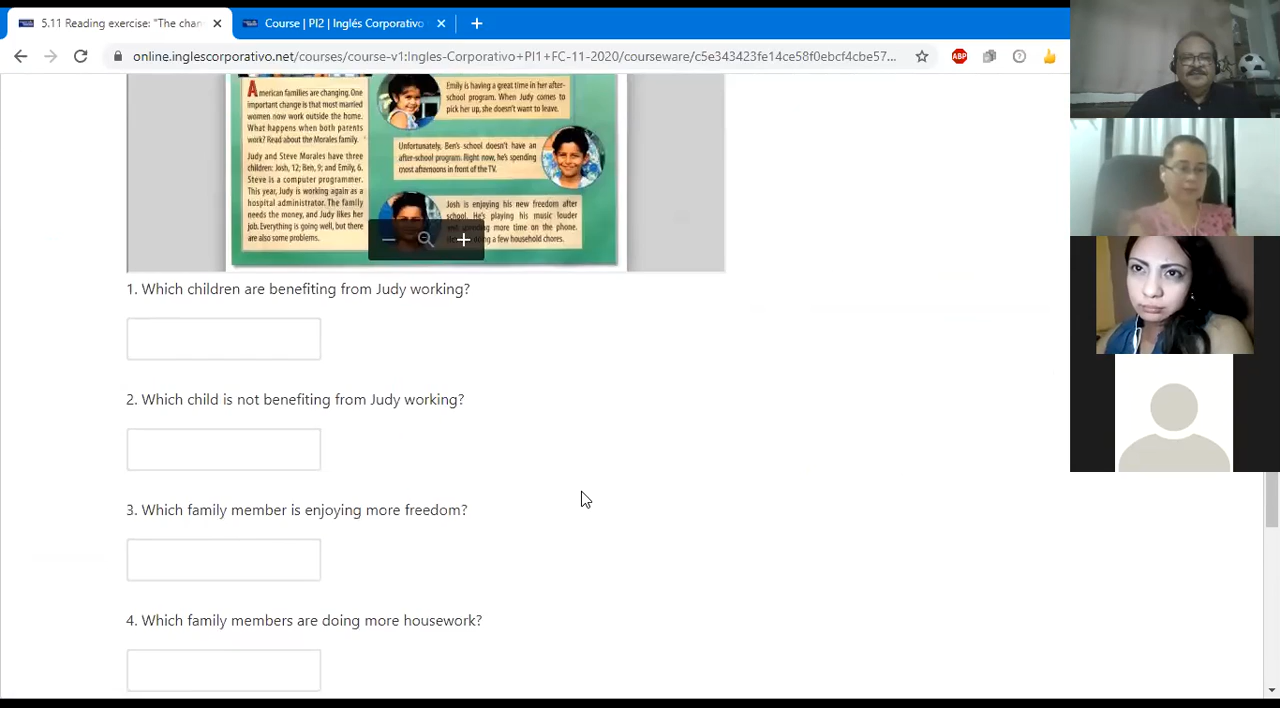 5.11 Reading exercise: "The chan
Course | PI2 | Inglés Corporativo
online.inglescorporativo.net/courses/course-v1:Ingles-Corporativo+PI1+FC-11-2020/courseware/c5e343423fe14ce58f0ebcf4cbe57...
ABP
American families are changing. One
important change is that most married
women now work outside the home.
What happens when both parents
work? Read about the Morales family.
Judy and Steve Morales have three
children: Josh, 12; Ben, 9; and Emily, 6.
Steve is a computer programmer.
This year, Judy is working again as a
hospital administrator. The family
needs the money, and Judy likes her
job. Everything is going well, but there
are also some problems.
Emily is having a great time in her after-
school program. When Judy comes to
pick her up, she doesn't want to leave.
Unfortunately, Ben's school doesn't have an
after-school program. Right now, he's spending
most afternoons in front of the TV.
Josh is enjoying his new freedom after
school. He's playing his music louder
spending more time on the phone.
doing a few household chores.
1. Which children are benefiting from Judy working?
2. Which child is not benefiting from Judy working?
3. Which family member is enjoying more freedom?
4. Which family members are doing more housework?